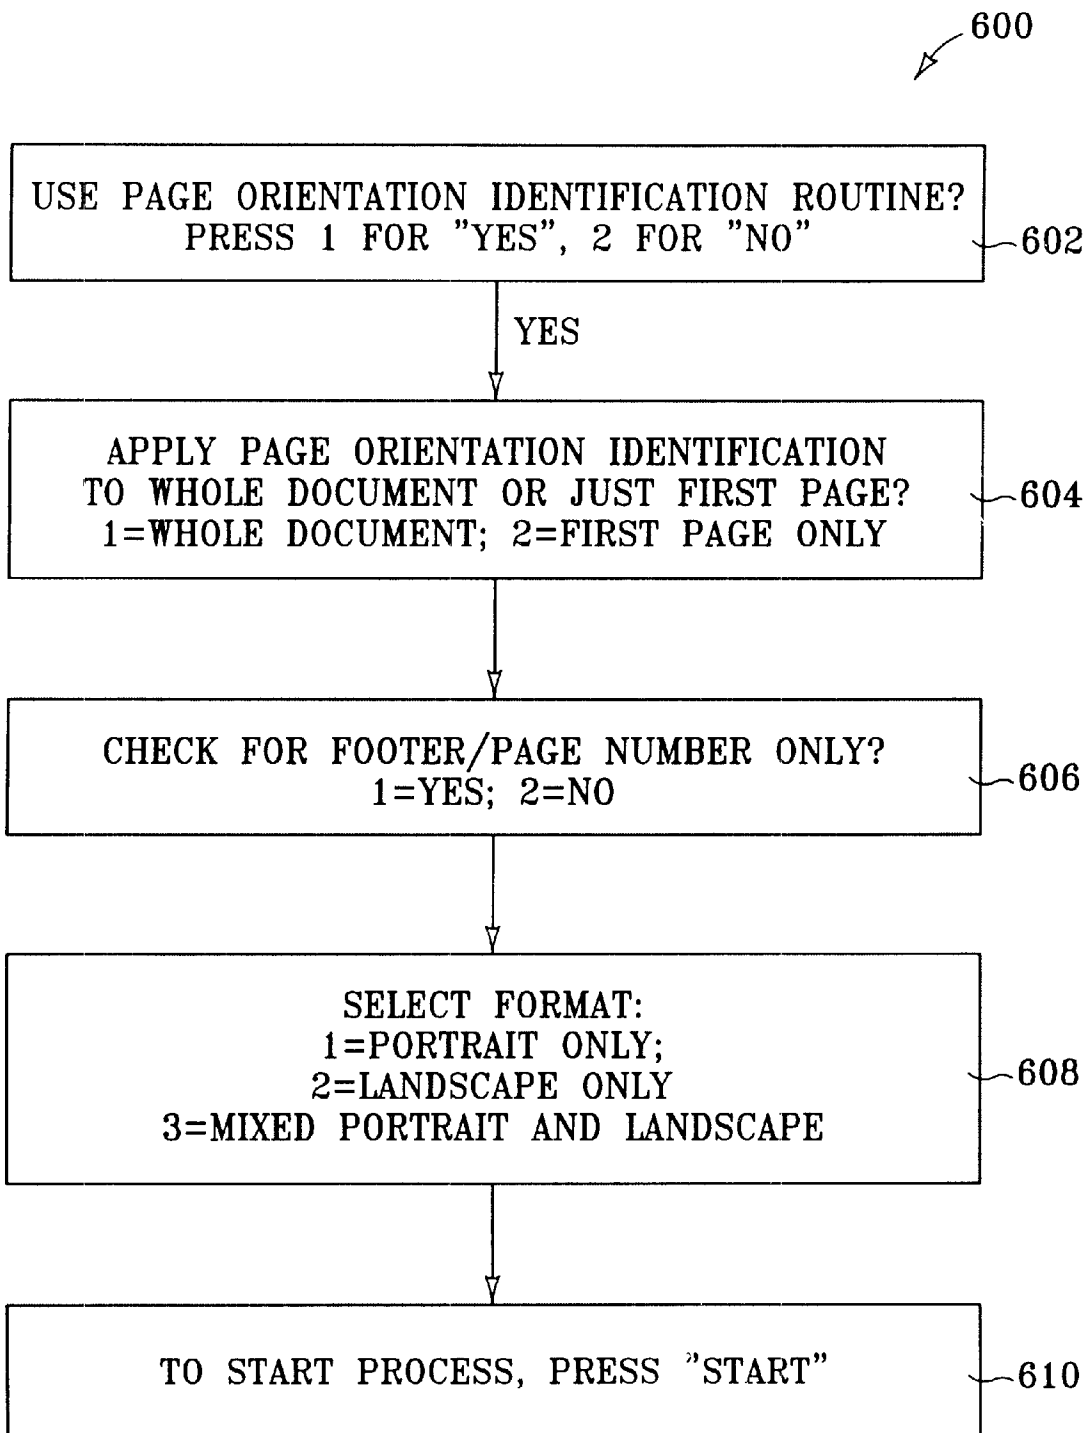 600
USE PAGE ORIENTATION IDENTIFICATION ROUTINE?
PRESS 1 FOR "YES", 2 FOR "NO"
602
YES
APPLY PAGE ORIENTATION IDENTIFICATION
TO WHOLE DOCUMENT OR JUST FIRST PAGE?
1=WHOLE DOCUMENT; 2=FIRST PAGE ONLY
604
CHECK FOR FOOTER/PAGE NUMBER ONLY?
1=YES; 2=NO
606
SELECT FORMAT:
1=PORTRAIT ONLY;
2=LANDSCAPE ONLY
3=MIXED PORTRAIT AND LANDSCAPE
608
TO START PROCESS, PRESS "START"
610